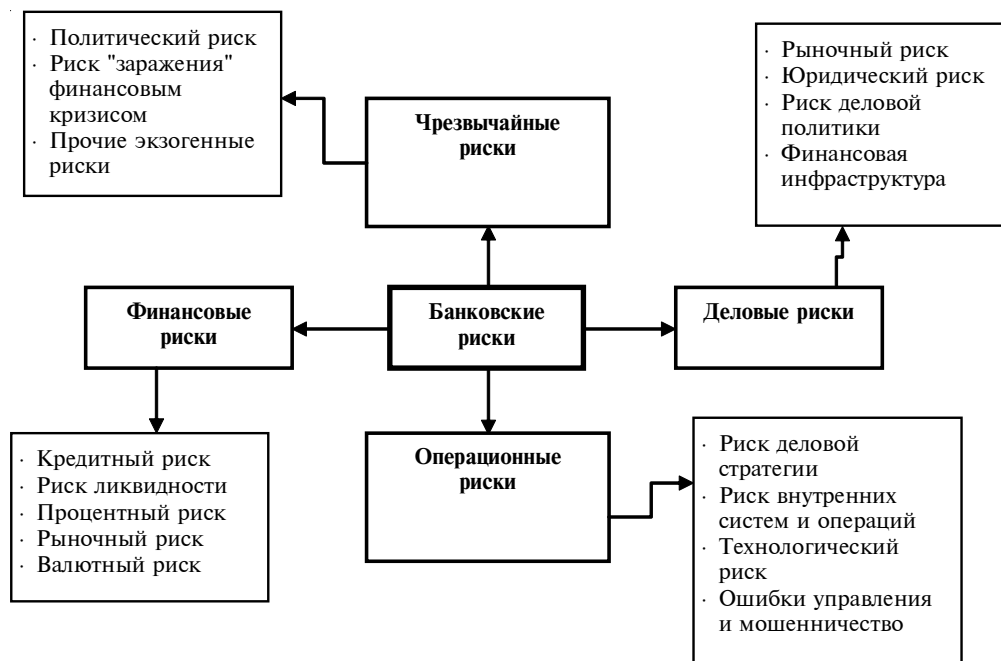 · Политический риск
· Риск "заражения"
финансовым
кризисом
· Прочие экзогенные
риски
Чрезвычайные
риски
· Рыночный риск
· Юридический риск
· Риск деловой
политики
· Финансовая
инфраструктура
Финансовые
риски
Банковские
риски
Деловые риски
· Кредитный риск
· Риск ликвидности
· Процентный риск
· Рыночный риск
· Валютный риск
Операционные
риски
· Риск деловой
стратегии
· Риск внутренних
систем и операций
· Технологический
риск
· Ошибки управления
и мошенничество